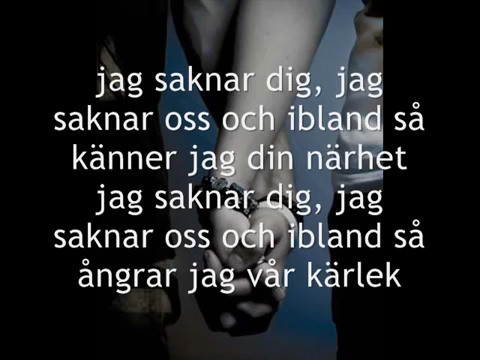 jag saknar dig, jag
saknar oss och ibland så
känner jag din närhet
jag saknar dig, jag
saknar oss och ibland så
ångrar jag vår kärlek